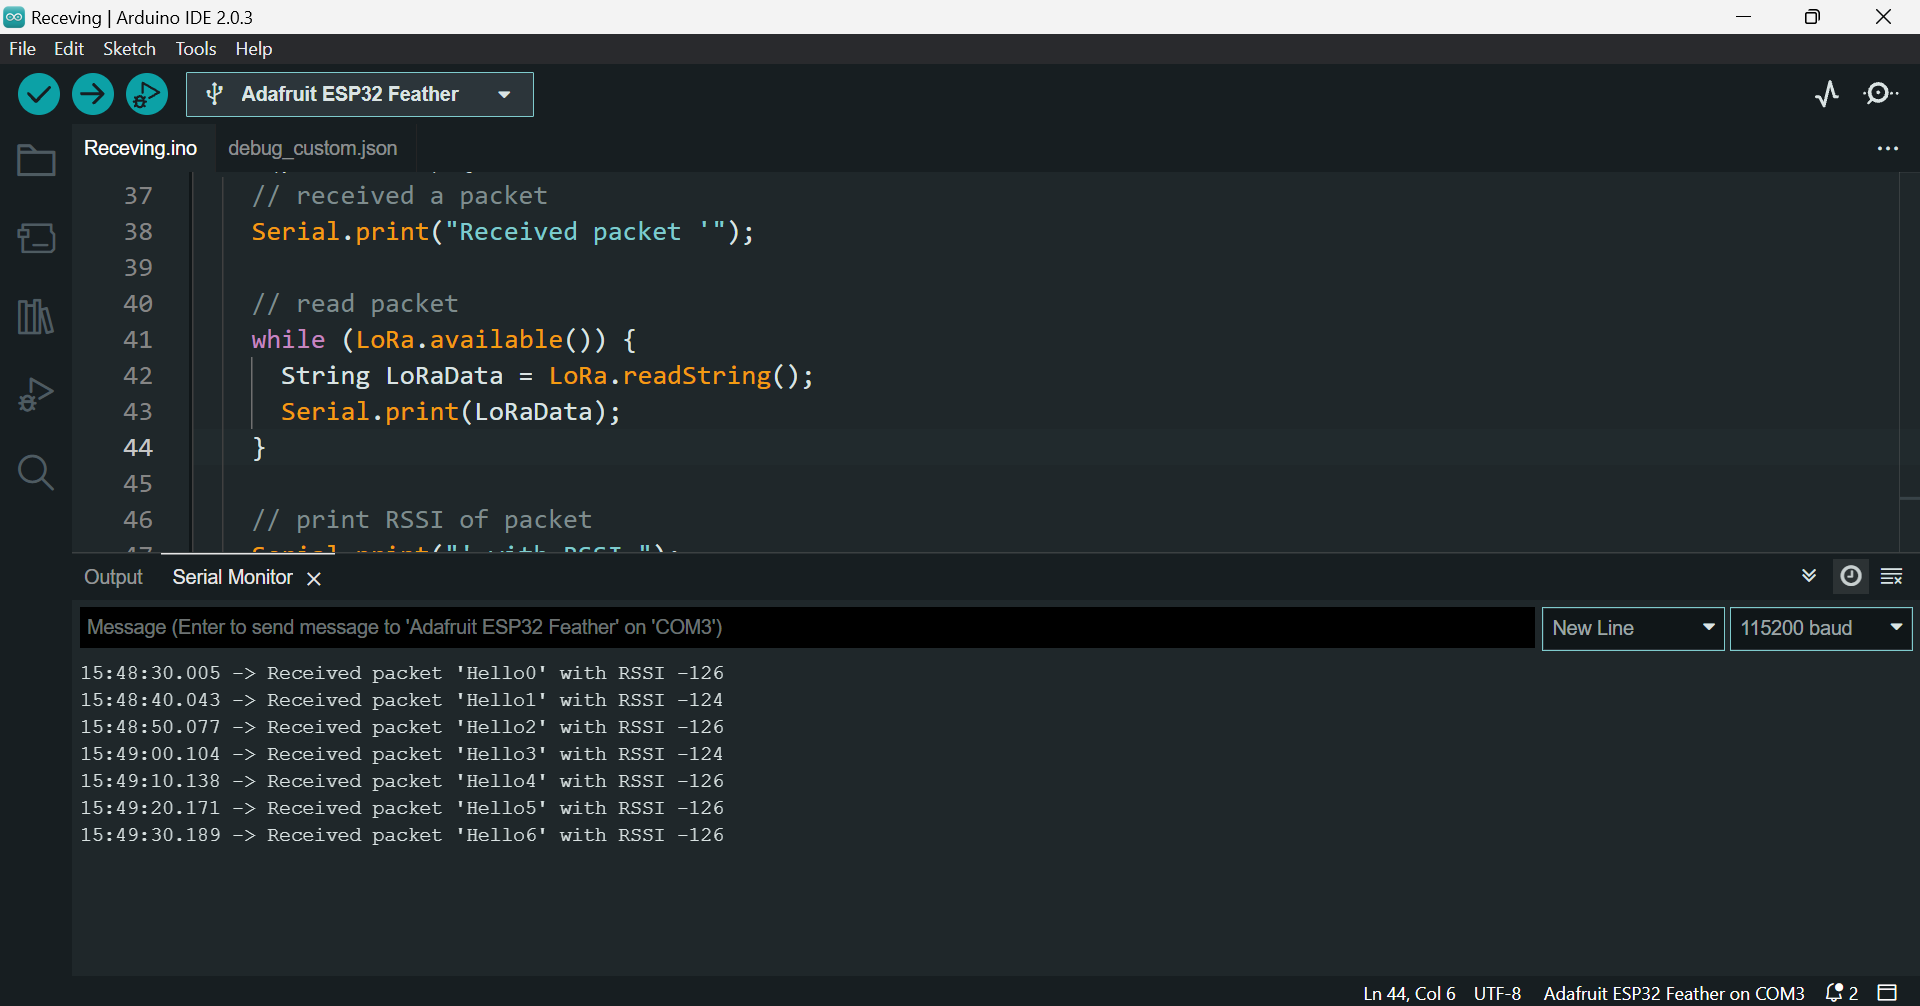 Receving | Arduino IDE 2.0.3
File Edit Sketch Tools Help
Adafruit ESP32 Feather
Receving.ino debug_custom.json
37 // received a packet
38 Serial.print("Received packet '");
39
40 // read packet
41 while (LoRa.available()) {
42 String LoRaData = LoRa.readString();
43 Serial.print(LoRaData);
44 }
45
46 // print RSSI of packet
47 Serial.print("' with RSSI ");
Output Serial Monitor
Message (Enter to send message to 'Adafruit ESP32 Feather' on 'COM3')
New Line 115200 baud
15:48:30.005 -> Received packet 'Hello0' with RSSI -126
15:48:40.043 -> Received packet 'Hello1' with RSSI -124
15:48:50.077 -> Received packet 'Hello2' with RSSI -126
15:49:00.104 -> Received packet 'Hello3' with RSSI -124
15:49:10.138 -> Received packet 'Hello4' with RSSI -126
15:49:20.171 -> Received packet 'Hello5' with RSSI -126
15:49:30.189 -> Received packet 'Hello6' with RSSI -126
Ln 44, Col 6 UTF-8 Adafruit ESP32 Feather on COM3 2